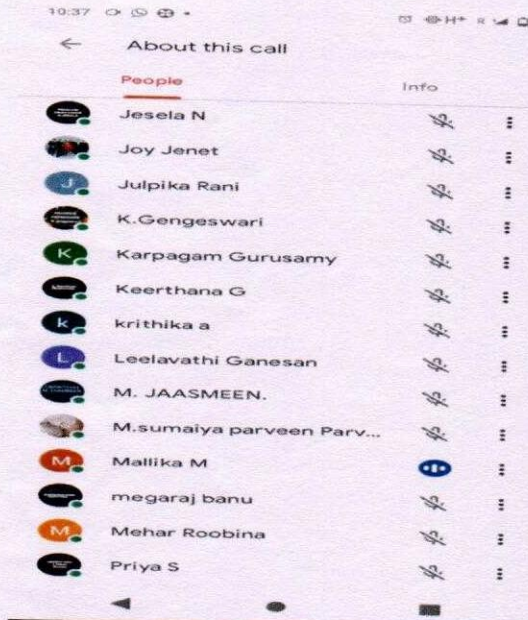 10:37
H+ R
About this call
People Info
Jesela N
Joy Jenet
J Julpika Rani
K.Gengeswari
K Karpagam Gurusamy
Keerthana G
k krithika a
L Leelavathi Ganesan
M. JAASMEEN.
M.sumaiya parveen Parv...
M Mallika M
megaraj banu
M Mehar Roobina
Priya S